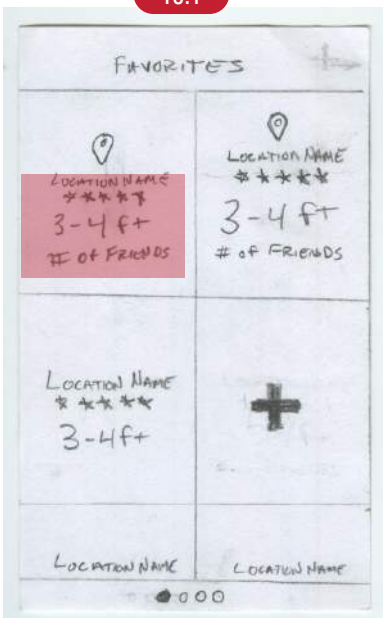 FAVORITES
LOCATION NAME
*****
3-4 ft
# of FRIENDS
LOCATION NAME
*****
3-4 ft
# of FRIENDS
LOCATION NAME
*****
3-4 ft
+
LOCATION NAME
LOCATION NAME